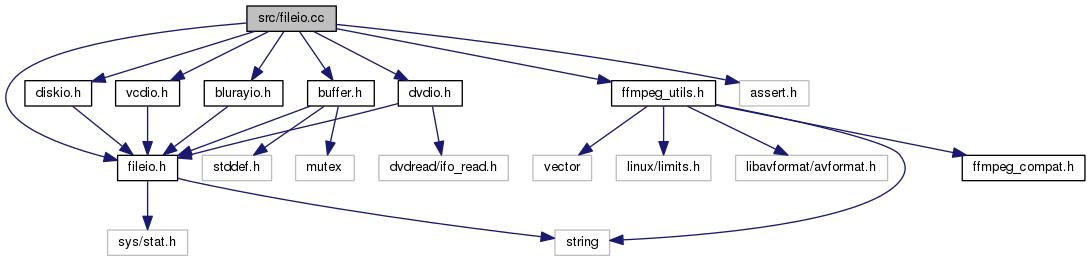 src/fileio.cc
diskio.h
vcdio.h
blurayio.h
buffer.h
dvdio.h
ffmpeg_utils.h
assert.h
fileio.h
stddef.h
mutex
dvdread/ifo_read.h
vector
linux/limits.h
libavformat/avformat.h
ffmpeg_compat.h
sys/stat.h
string